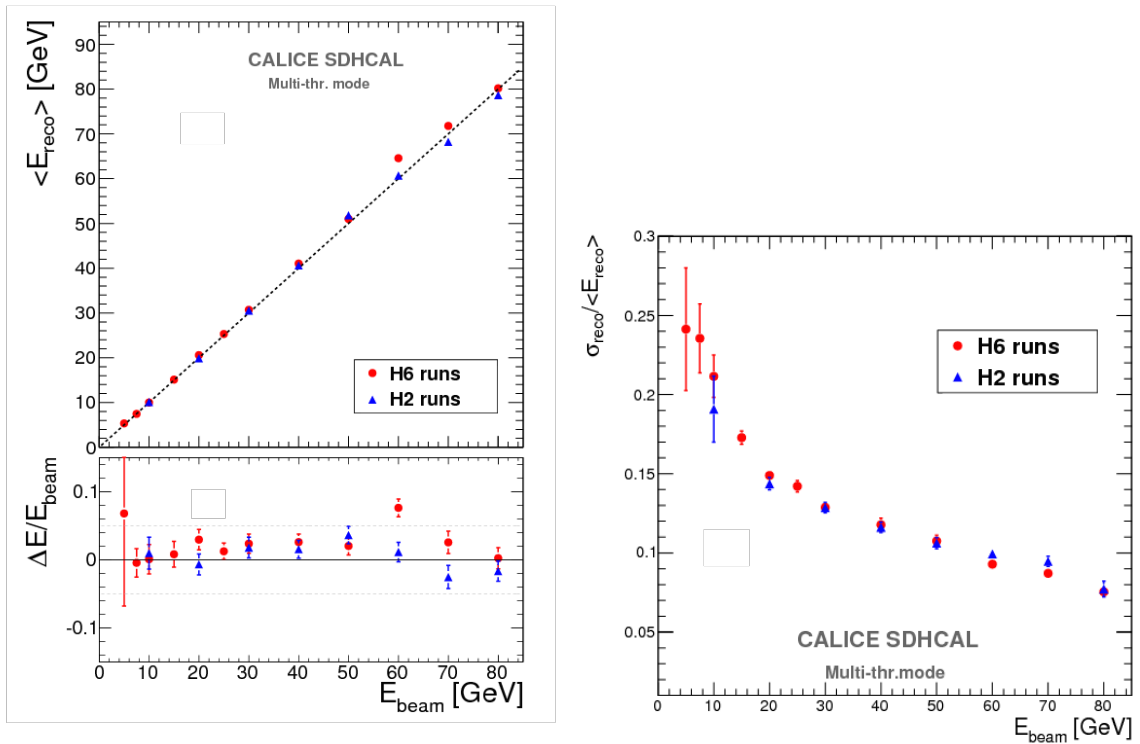 <E_reco> [GeV]
90
80
70
60
50
40
30
20
10
0
CALICE SDHCAL
Multi-thr. mode
H6 runs
H2 runs
ΔE/E_beam
0.1
0
-0.1
0 10 20 30 40 50 60 70 80
E_beam [GeV]
σ_reco/<E_reco>
0.3
0.25
0.2
0.15
0.1
0.05
H6 runs
H2 runs
CALICE SDHCAL
Multi-thr.mode
0 10 20 30 40 50 60 70 80
E_beam [GeV]